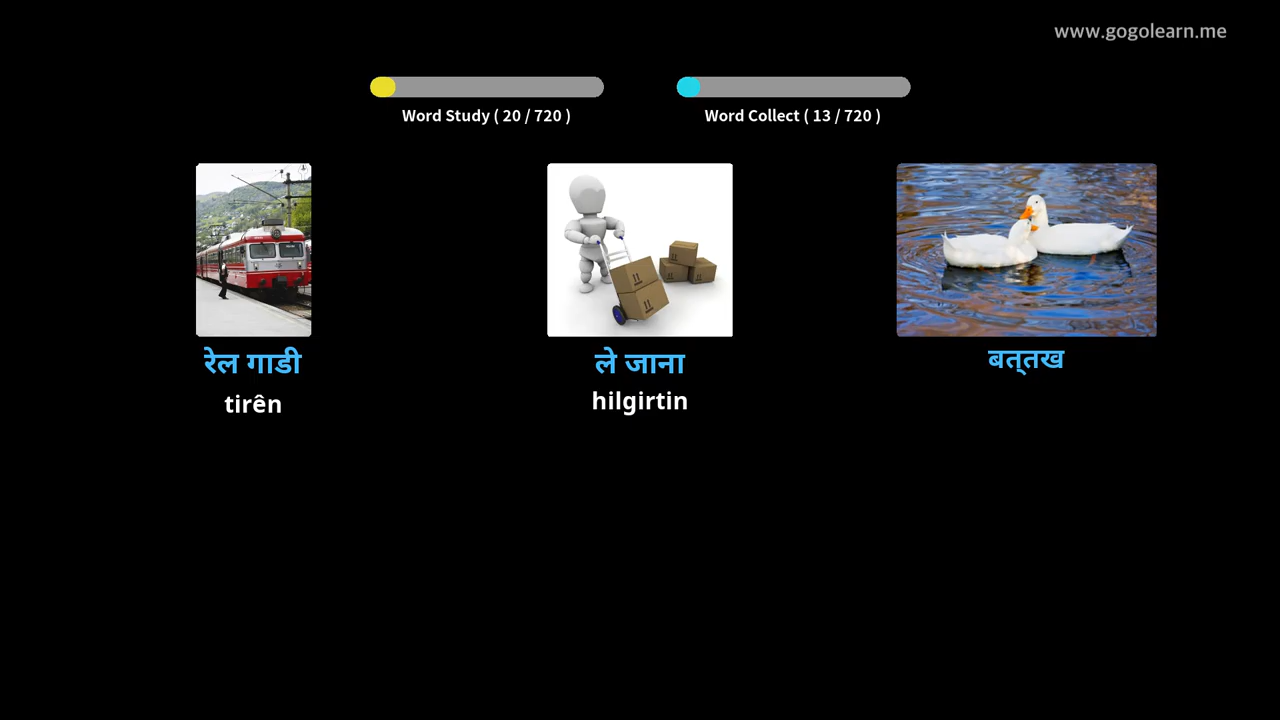 www.gogolearn.me
Word Study ( 20 / 720 )
Word Collect ( 13 / 720 )
रेल गाडी
ले जाना
बत्‌तख
tirên
hilgirtin